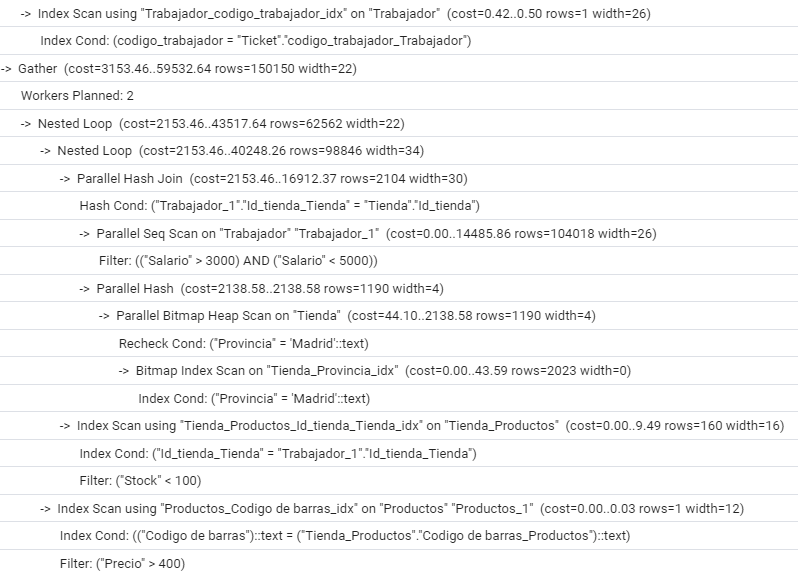 -> Index Scan using "Trabajador_codigo_trabajador_idx" on "Trabajador" (cost=0.42..0.50 rows=1 width=26)
Index Cond: (codigo_trabajador = "Ticket"."codigo_trabajador_Trabajador")
-> Gather (cost=3153.46..59532.64 rows=150150 width=22)
Workers Planned: 2
-> Nested Loop (cost=2153.46..43517.64 rows=62562 width=22)
-> Nested Loop (cost=2153.46..40248.26 rows=98846 width=34)
-> Parallel Hash Join (cost=2153.46..16912.37 rows=2104 width=30)
Hash Cond: ("Trabajador_1"."Id_tienda_Tienda" = "Tienda"."Id_tienda")
-> Parallel Seq Scan on "Trabajador" "Trabajador_1" (cost=0.00..14485.86 rows=104018 width=26)
Filter: (("Salario" > 3000) AND ("Salario" < 5000))
-> Parallel Hash (cost=2138.58..2138.58 rows=1190 width=4)
-> Parallel Bitmap Heap Scan on "Tienda" (cost=44.10..2138.58 rows=1190 width=4)
Recheck Cond: ("Provincia" = 'Madrid'::text)
-> Bitmap Index Scan on "Tienda_Provincia_idx" (cost=0.00..43.59 rows=2023 width=0)
Index Cond: ("Provincia" = 'Madrid'::text)
-> Index Scan using "Tienda_Productos_Id_tienda_Tienda_idx" on "Tienda_Productos" (cost=0.00..9.49 rows=160 width=16)
Index Cond: ("Id_tienda_Tienda" = "Trabajador_1"."Id_tienda_Tienda")
Filter: ("Stock" < 100)
-> Index Scan using "Productos_Codigo de barras_idx" on "Productos" "Productos_1" (cost=0.00..0.03 rows=1 width=12)
Index Cond: (("Codigo de barras")::text = ("Tienda_Productos"."Codigo de barras_Productos")::text)
Filter: ("Precio" > 400)